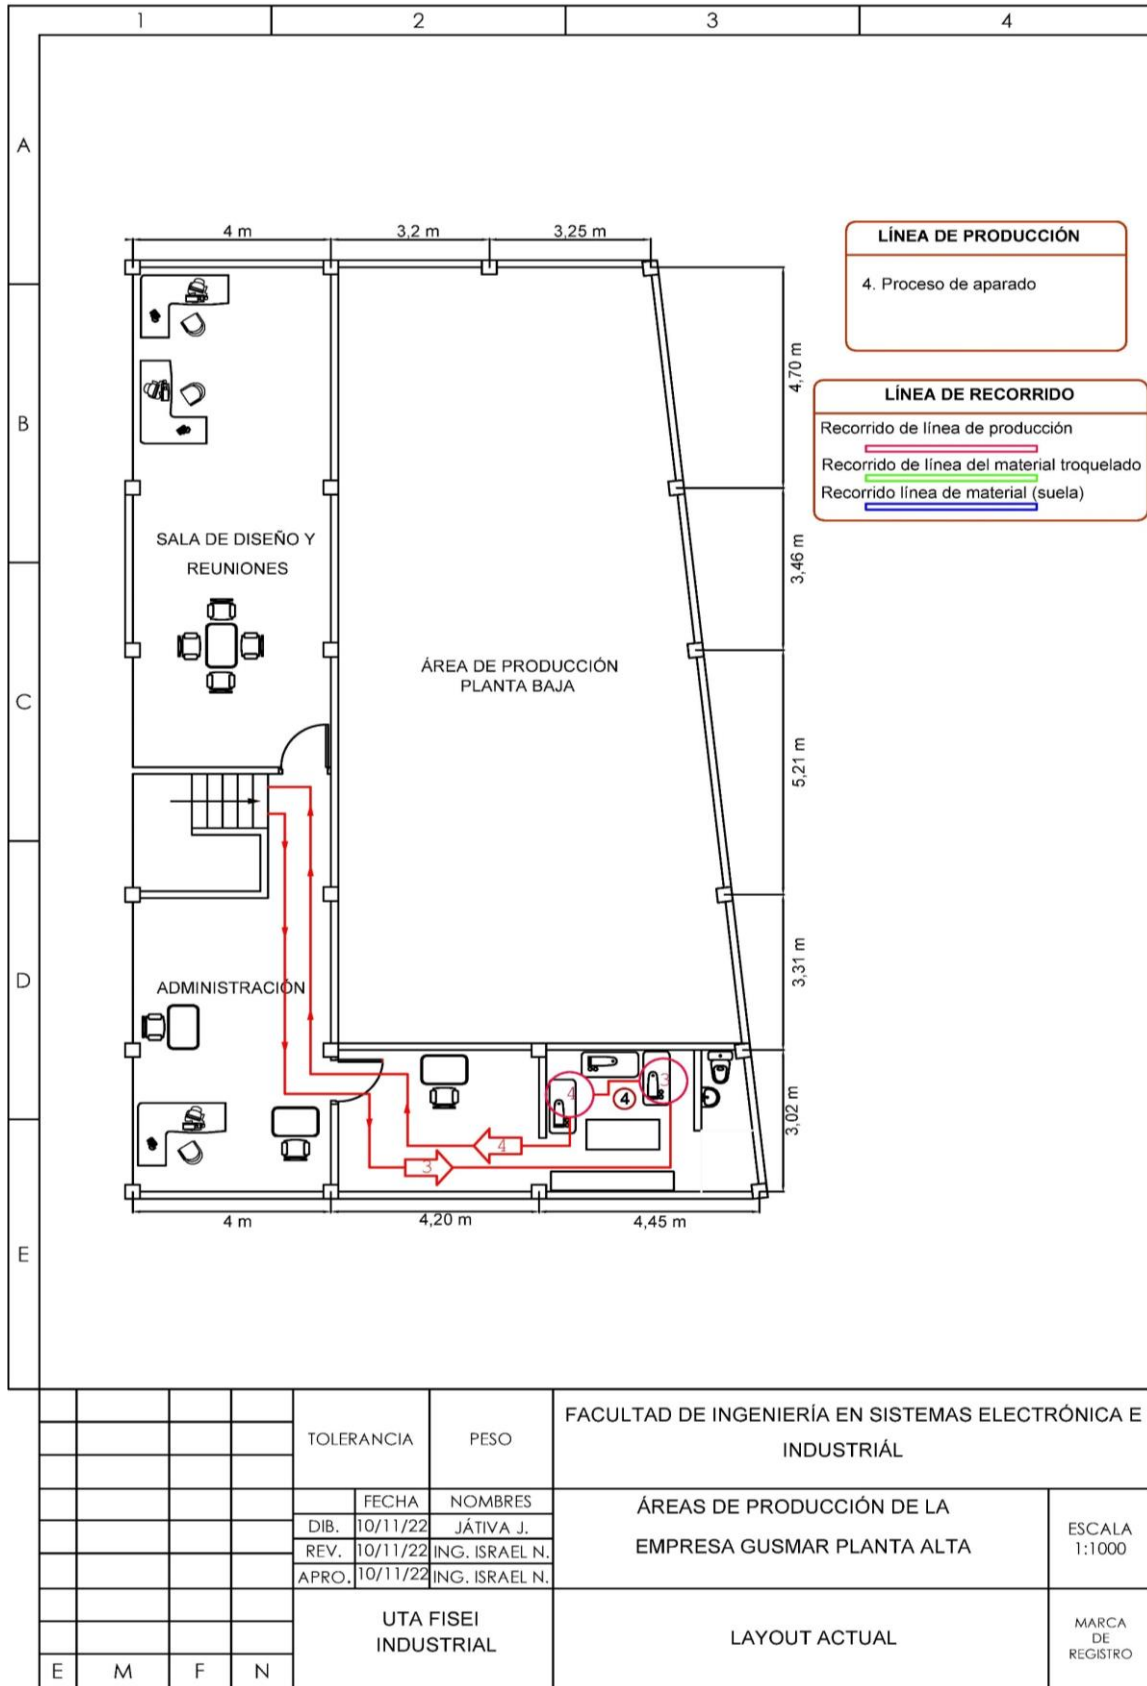 1
2
3
4
A
B
C
D
E
4 m
3,2 m
3,25 m
4,70 m
3,46 m
5,21 m
3,31 m
3,02 m
LÍNEA DE PRODUCCIÓN
4. Proceso de aparado
LÍNEA DE RECORRIDO
Recorrido de línea de producción
Recorrido de línea del material troquelado
Recorrido línea de material (suela)
SALA DE DISEÑO Y
REUNIONES
ÁREA DE PRODUCCIÓN
PLANTA BAJA
ADMINISTRACIÓN
4
3
4
4
3
4 m
4,20 m
4,45 m
TOLERANCIA
PESO
FACULTAD DE INGENIERÍA EN SISTEMAS ELECTRÓNICA E
INDUSTRIÁL
FECHA
NOMBRES
DIB.
10/11/22
JÁTIVA J.
REV.
10/11/22
ING. ISRAEL N.
APRO.
10/11/22
ING. ISRAEL N.
ÁREAS DE PRODUCCIÓN DE LA
EMPRESA GUSMAR PLANTA ALTA
ESCALA
1:1000
UTA FISEI
INDUSTRIAL
LAYOUT ACTUAL
MARCA
DE
REGISTRO
E
M
F
N